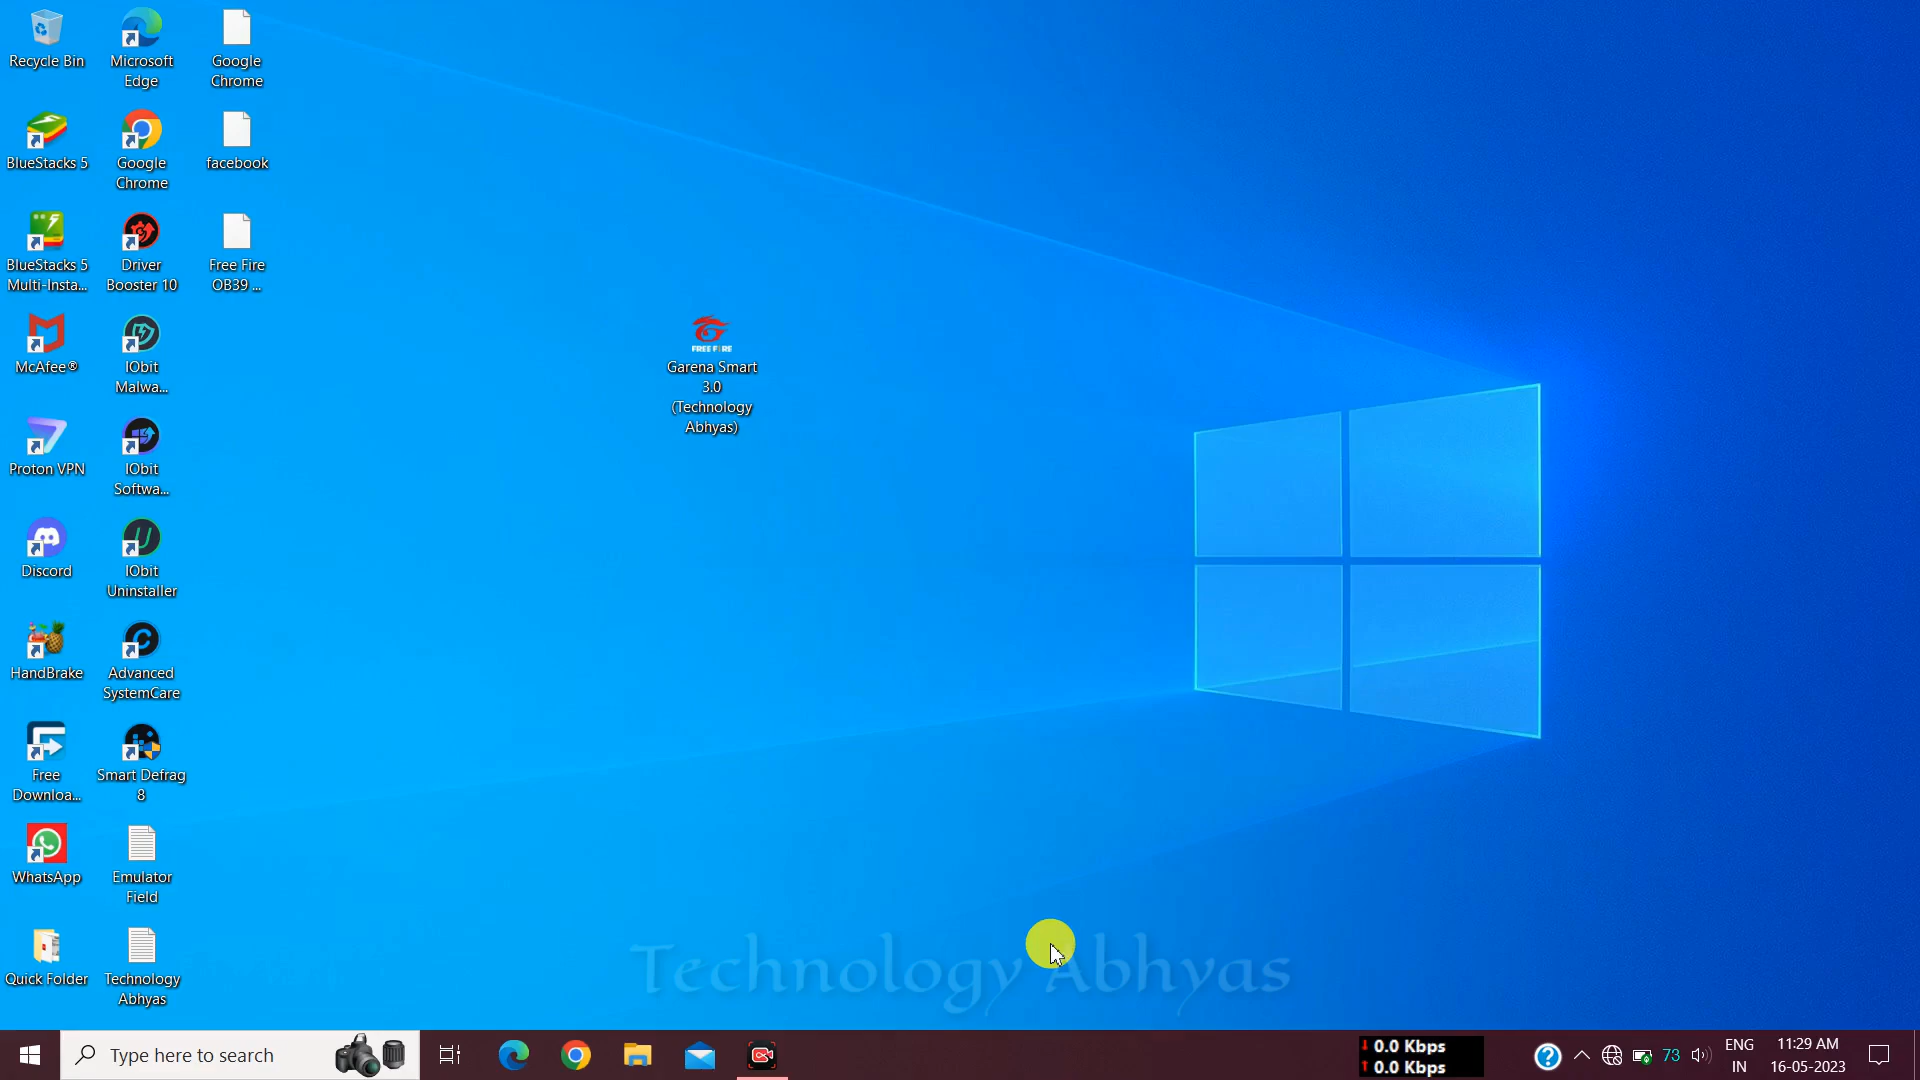 Recycle Bin
Microsoft
Edge
Google
Chrome
BlueStacks 5
Google
Chrome
facebook
BlueStacks 5
Multi-Insta...
Driver
Booster 10
Free Fire
OB39 ...
McAfee®
IObit
Malwa...
FREE FIRE
Garena Smart
3.0
(Technology
Abhyas)
Proton VPN
IObit
Softwa...
Discord
IObit
Uninstaller
HandBrake
Advanced
SystemCare
Free
Downloa...
Smart Defrag
8
WhatsApp
Emulator
Field
Quick Folder
Technology
Abhyas
Technology Abhyas
Type here to search
0.0 Kbps
0.0 Kbps
73
ENG
IN
11:29 AM
16-05-2023